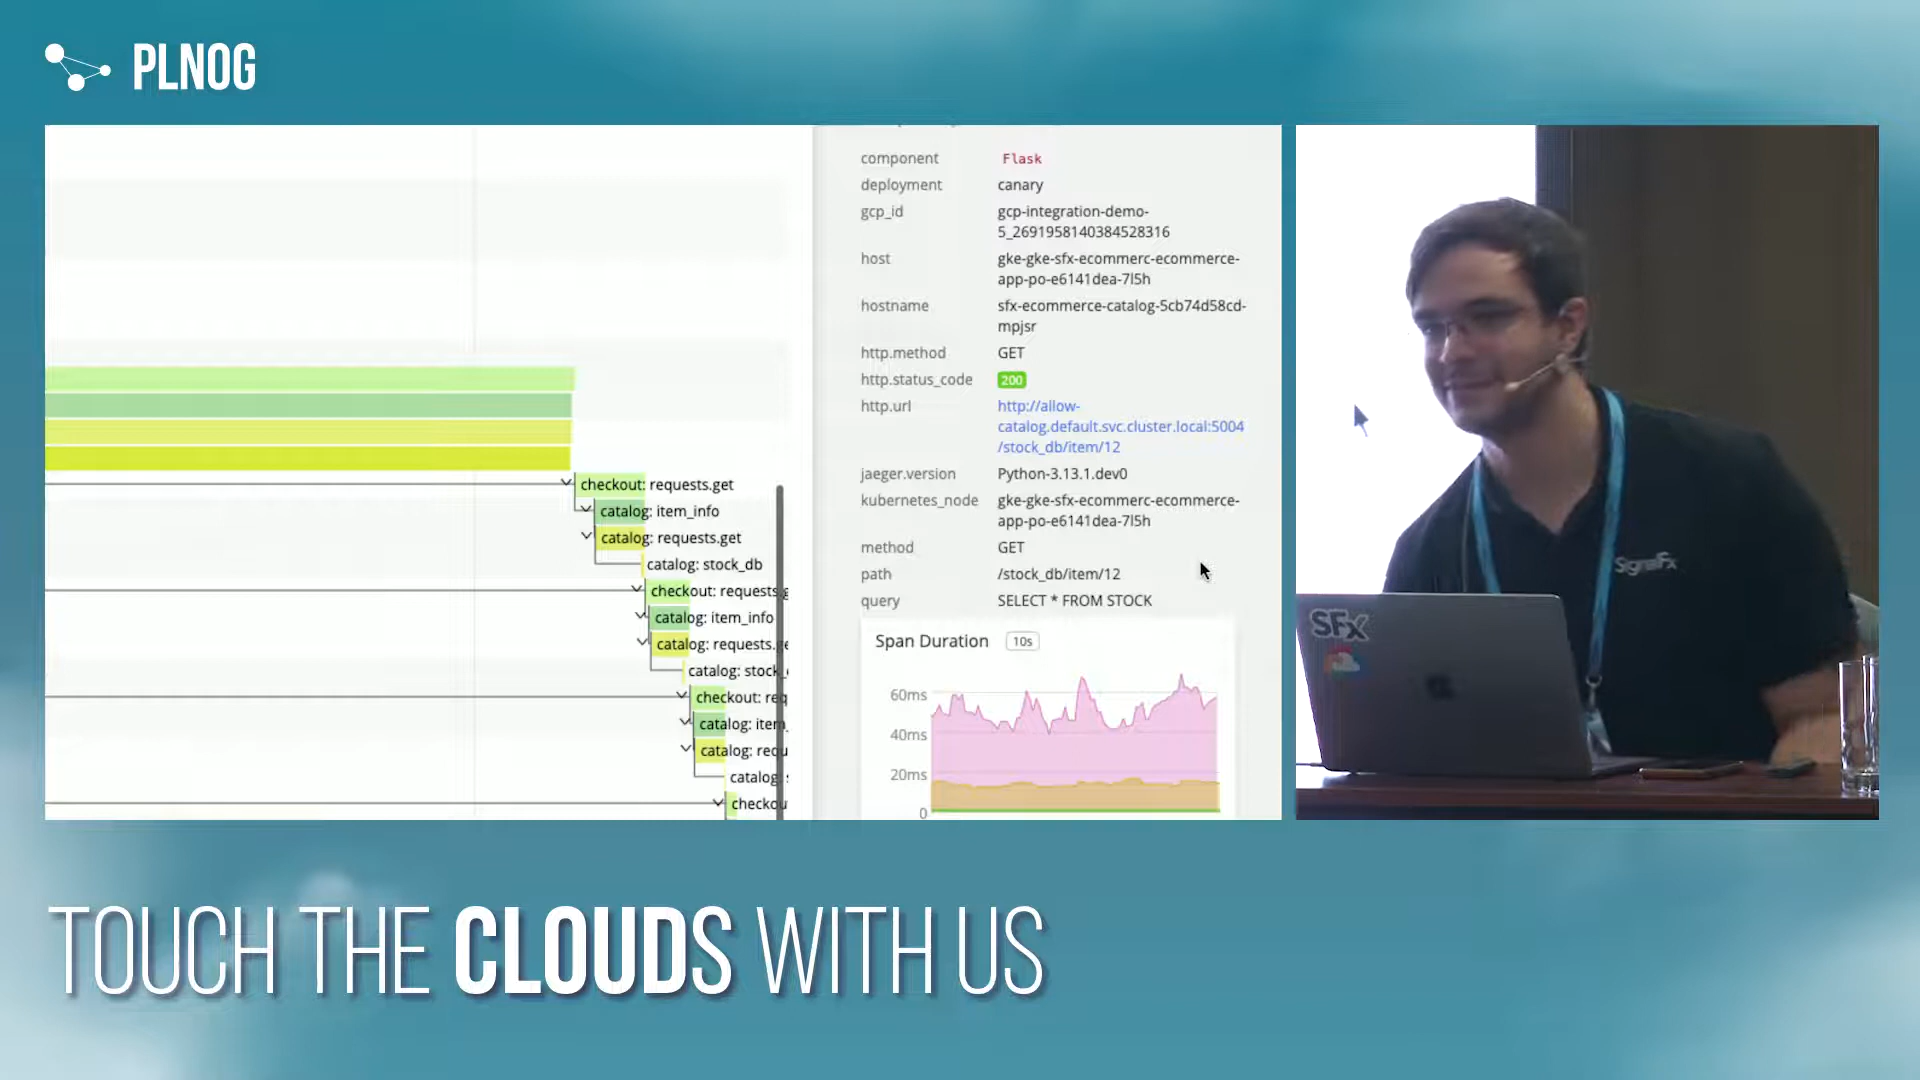 PLNOG
component Flask
deployment canary
gcp_id gcp-integration-demo-
5_2691958140384528316
host gke-gke-sfx-ecommerc-ecommerce-
app-po-e6141dea-7l5h
hostname sfx-ecommerce-catalog-5cb74d58cd-
mpjsr
http.method GET
http.status_code 200
http.url http://allow-
catalog.default.svc.cluster.local:5004
/stock_db/item/12
jaeger.version Python-3.13.1.dev0
kubernetes_node gke-gke-sfx-ecommerc-ecommerce-
app-po-e6141dea-7l5h
method GET
path /stock_db/item/12
query SELECT * FROM STOCK
Span Duration 10s
60ms
40ms
20ms
0
checkout: requests.get
catalog: item_info
catalog: requests.get
catalog: stock_db
checkout: requests.g
catalog: item_info
catalog: requests.ge
catalog: stock_
checkout: req
catalog: item_
catalog: requ
catalog:
checkou
SignalFx
SFx
TOUCH THE CLOUDS WITH US